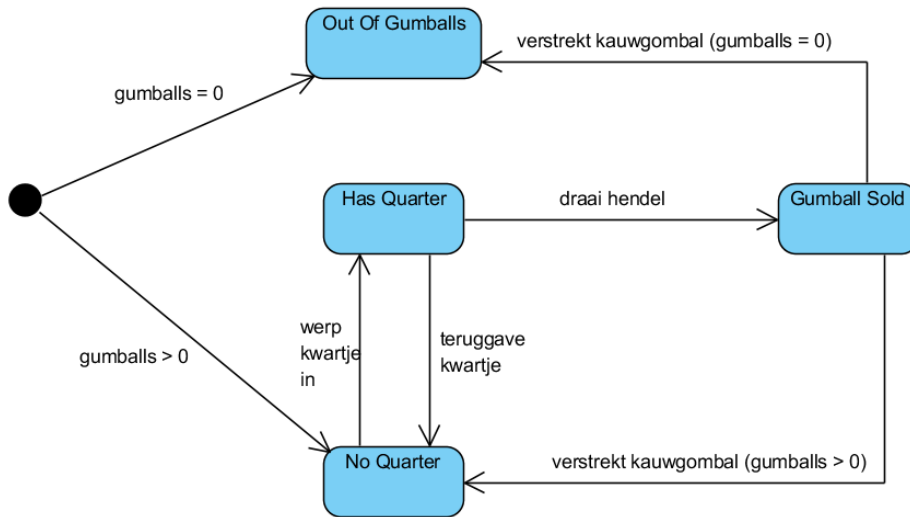 Out Of Gumballs
verstrekt kauwgombal (gumballs = 0)
gumballs = 0
Has Quarter
draai hendel
Gumball Sold
werp
kwartje
in
teruggave
kwartje
gumballs > 0
No Quarter
verstrekt kauwgombal (gumballs > 0)